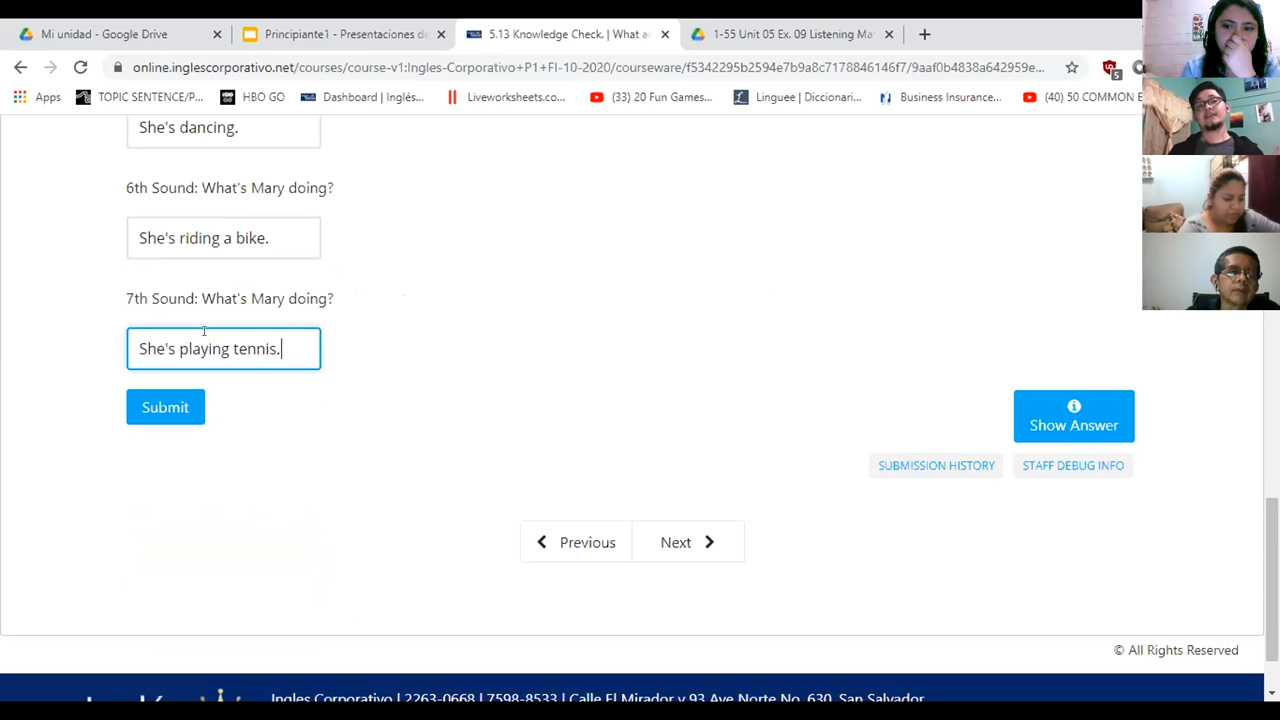 Mi unidad - Google Drive
Principiante1 - Presentaciones de
5.13 Knowledge Check. | What a
1-55 Unit 05 Ex. 09 Listening Ma
online.inglescorporativo.net/courses/course-v1:Ingles-Corporativo+P1+FI-10-2020/courseware/f5342295b2594e7b9a8c7178846146f7/9aaf0b4838a642959e...
5
Apps
TOPIC SENTENCE/P...
HBO GO
Dashboard | Inglés...
Liveworksheets.co...
(33) 20 Fun Games...
Linguee | Diccionari...
Business Insurance...
(40) 50 COMMON E
She's dancing.
6th Sound: What's Mary doing?
She's riding a bike.
7th Sound: What's Mary doing?
She's playing tennis.
Submit
Show Answer
SUBMISSION HISTORY
STAFF DEBUG INFO
Previous
Next
© All Rights Reserved
Ingles Corporativo | 2263-0668 | 7598-8533 | Calle El Mirador y 93 Ave Norte No. 630, San Salvador